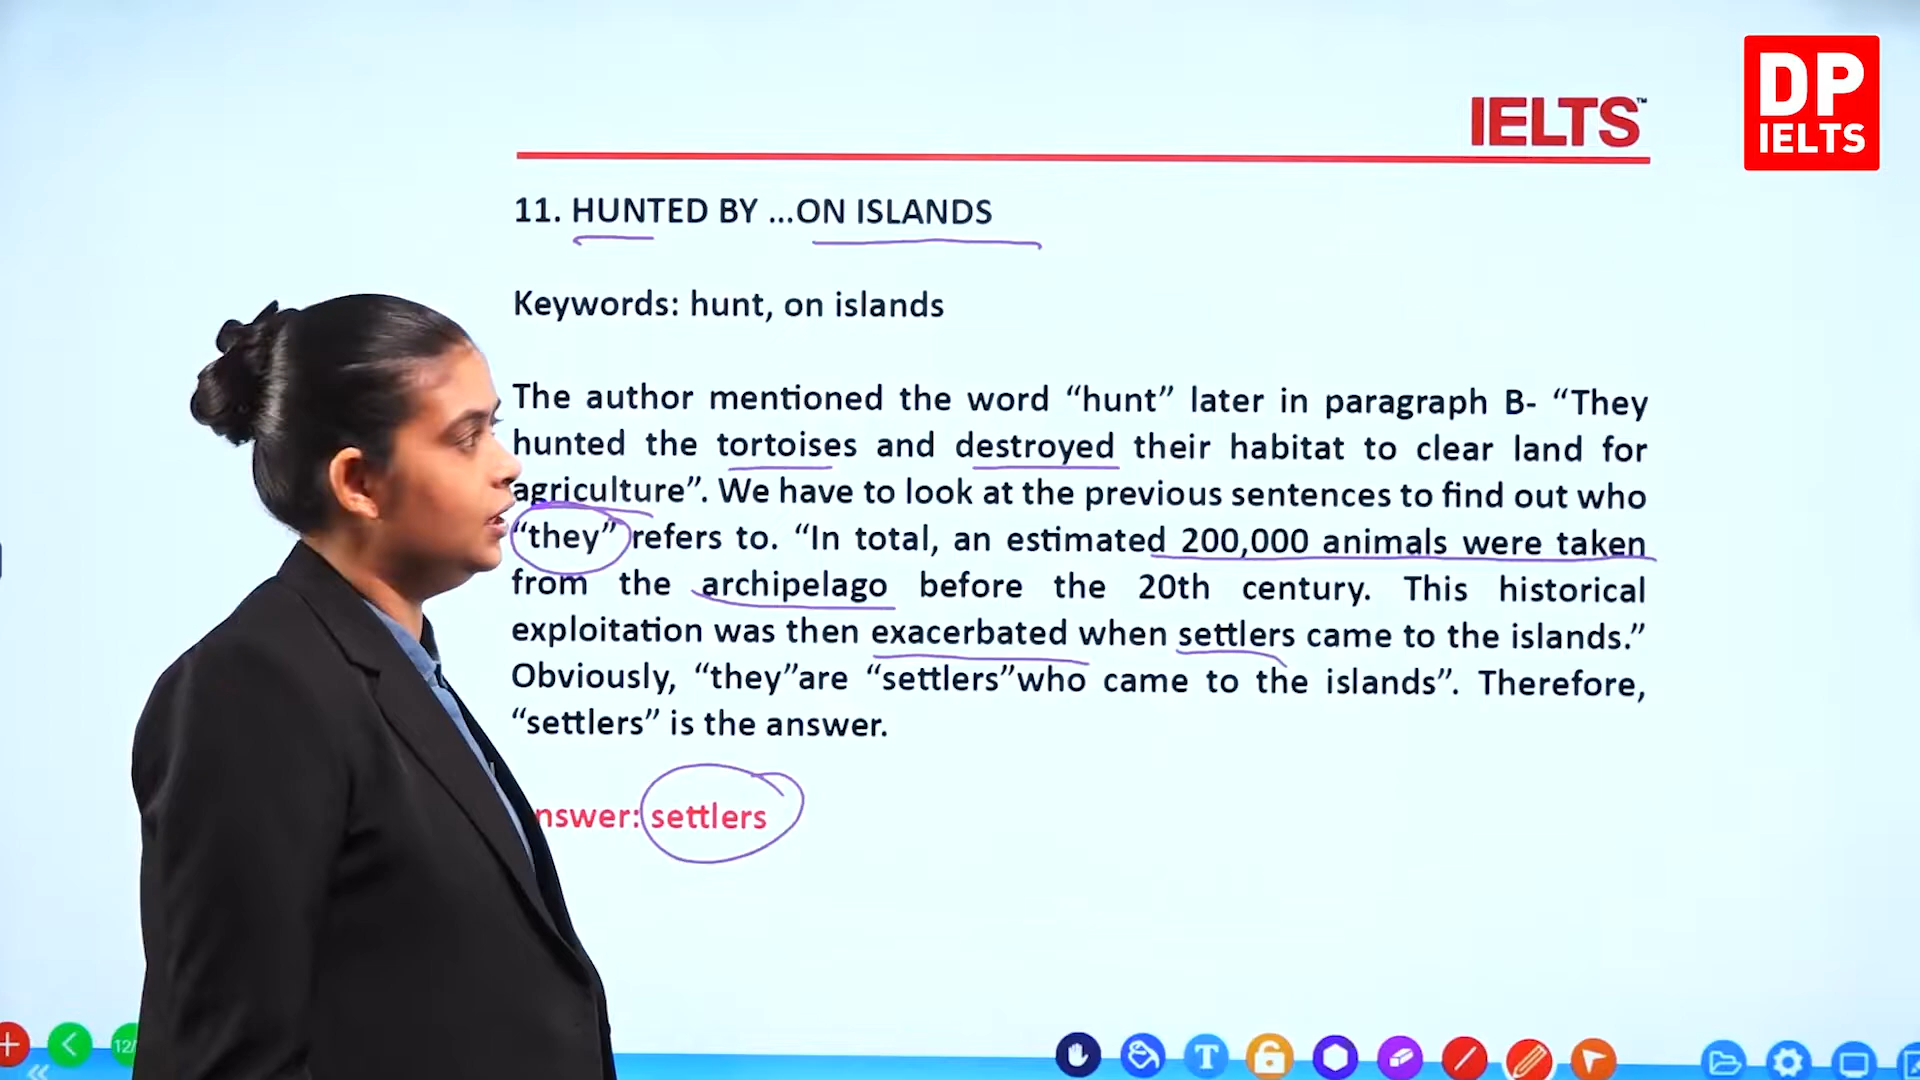 DP
IELTS
IELTS™
11. HUNTED BY ...ON ISLANDS
Keywords: hunt, on islands
The author mentioned the word “hunt” later in paragraph B- “They
hunted the tortoises and destroyed their habitat to clear land for
agriculture”. We have to look at the previous sentences to find out who
“they” refers to. “In total, an estimated 200,000 animals were taken
from the archipelago before the 20th century. This historical
exploitation was then exacerbated when settlers came to the islands.”
Obviously, “they”are “settlers”who came to the islands”. Therefore,
“settlers” is the answer.
nswer: settlers
12/
T